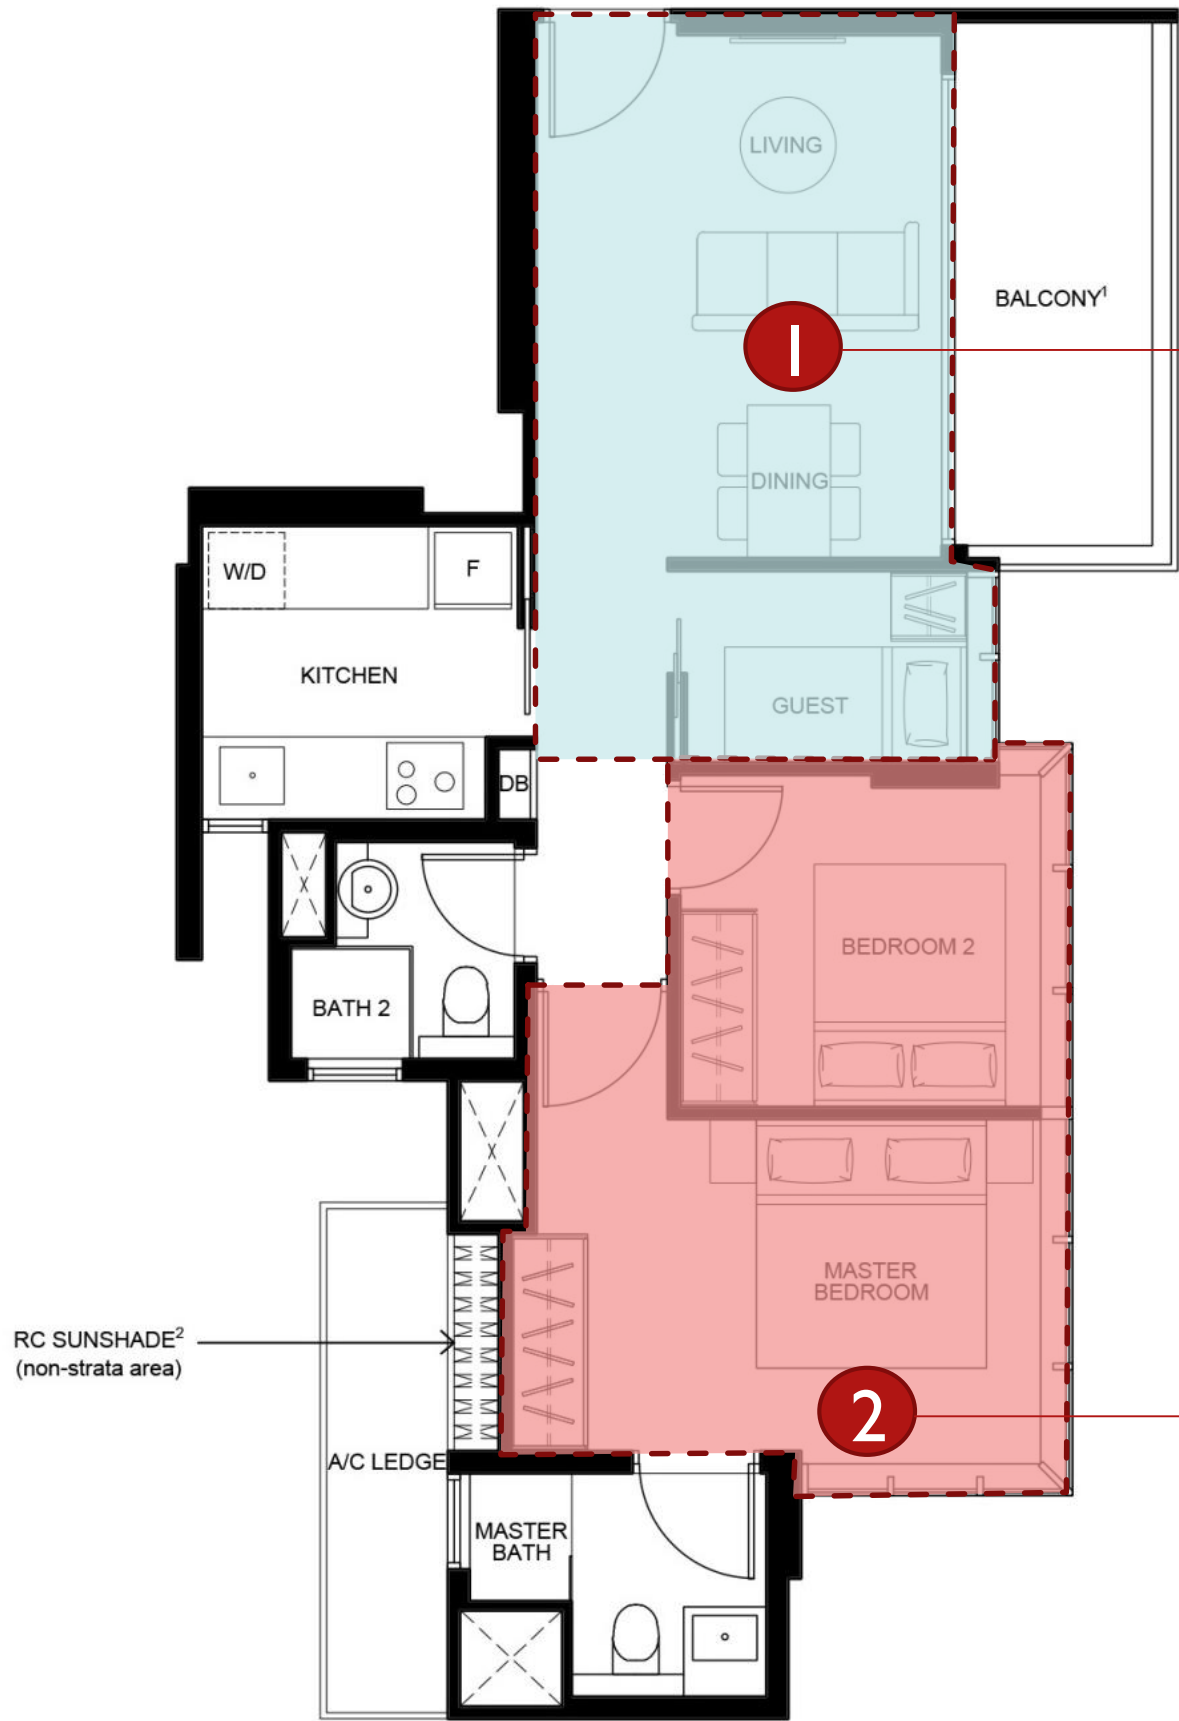 LIVING
BALCONY¹
1
DINING
W/D
F
KITCHEN
GUEST
DB
BEDROOM 2
BATH 2
MASTER
BEDROOM
RC SUNSHADE²
(non-strata area)
2
A/C LEDGE
MASTER
BATH